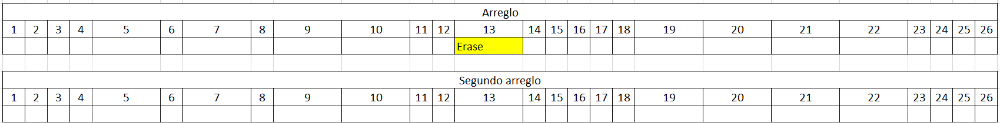 Arreglo
1 2 3 4 5 6 7 8 9 10 11 12 13 14 15 16 17 18 19 20 21 22 23 24 25 26
Erase
Segundo arreglo
1 2 3 4 5 6 7 8 9 10 11 12 13 14 15 16 17 18 19 20 21 22 23 24 25 26